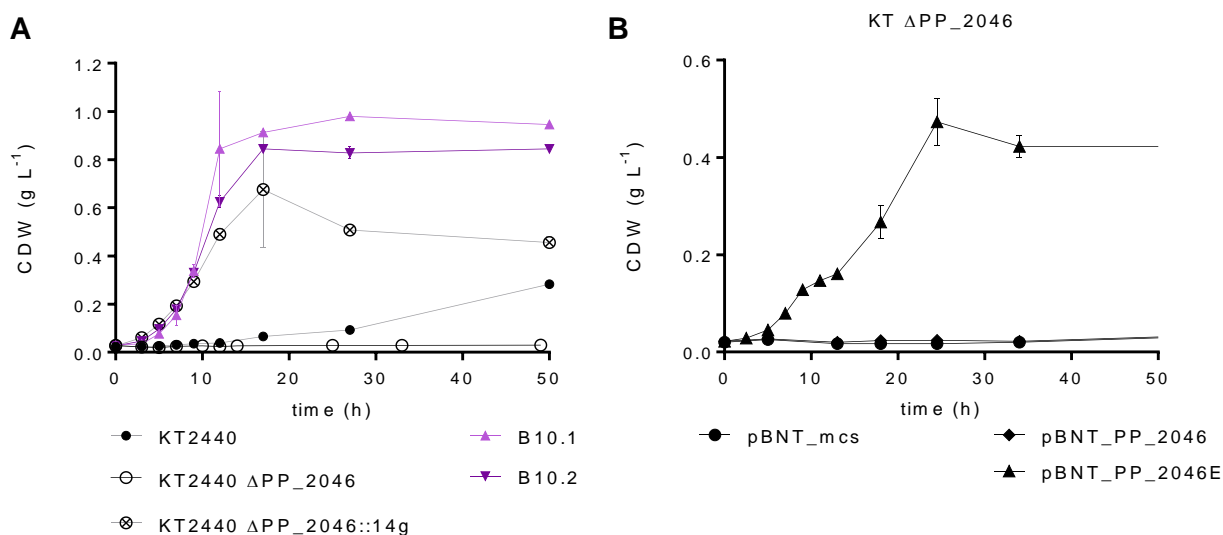 A
CDW (g L⁻¹)
1.2
1.0
0.8
0.6
0.4
0.2
0.0
0 10 20 30 40 50
time (h)
KT2440
KT2440 ΔPP_2046
KT2440 ΔPP_2046::14g
B10.1
B10.2
B
KT ΔPP_2046
CDW (g L⁻¹)
0.6
0.4
0.2
0.0
0 10 20 30 40 50
time (h)
pBNT_mcs
pBNT_PP_2046
pBNT_PP_2046E